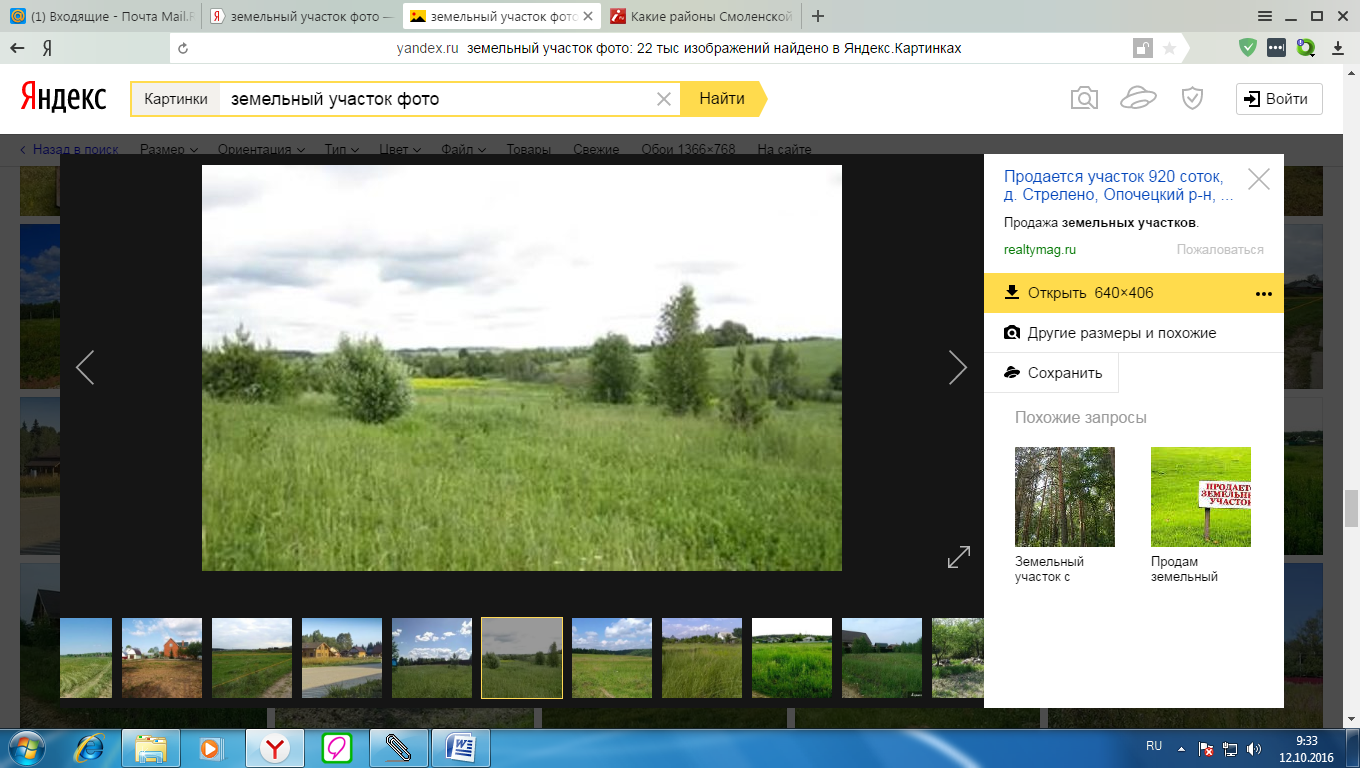 (1) Входящие - Почта Mail.R
земельный участок фото —
земельный участок фото
Какие районы Смоленской
Я
yandex.ru земельный участок фото: 22 тыс изображений найдено в Яндекс.Картинках
Яндекс
Картинки
земельный участок фото
Найти
Войти
Назад в поиск
Размер
Ориентация
Тип
Цвет
Файл
Товары
Свежие
Обои 1366×768
На сайте
Продается участок 920 соток,
д. Стрелено, Опочецкий р-н, ...
Продажа земельных участков.
realtymag.ru
Пожаловаться
Открыть 640×406
Другие размеры и похожие
Сохранить
Похожие запросы
ПРОДАЕТ
ЗЕМЕЛЬНЫ
УЧАСТОК
Земельный
участок с
Продам
земельный
RU
9:33
12.10.2016